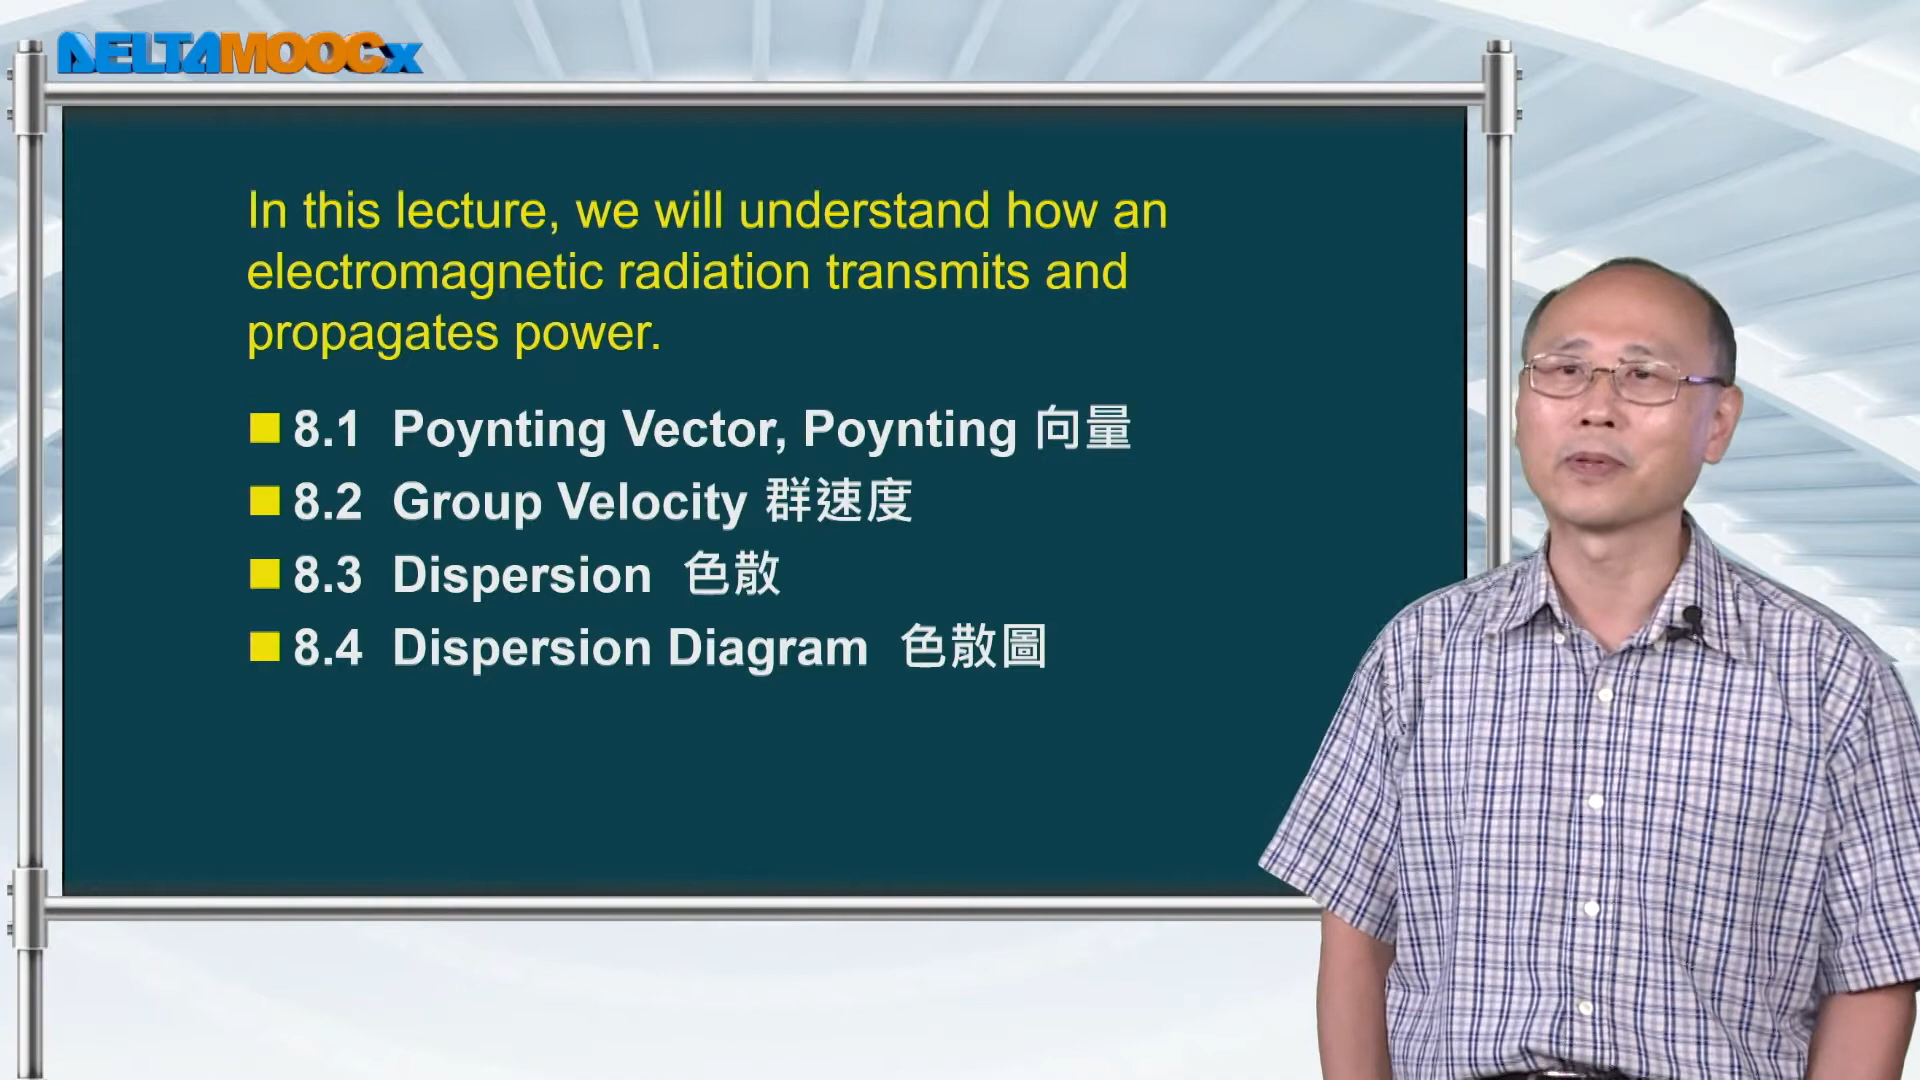 DELTAMOOCx
In this lecture, we will understand how an
electromagnetic radiation transmits and
propagates power.
8.1 Poynting Vector, Poynting 向量
8.2 Group Velocity 群速度
8.3 Dispersion 色散
8.4 Dispersion Diagram 色散圖